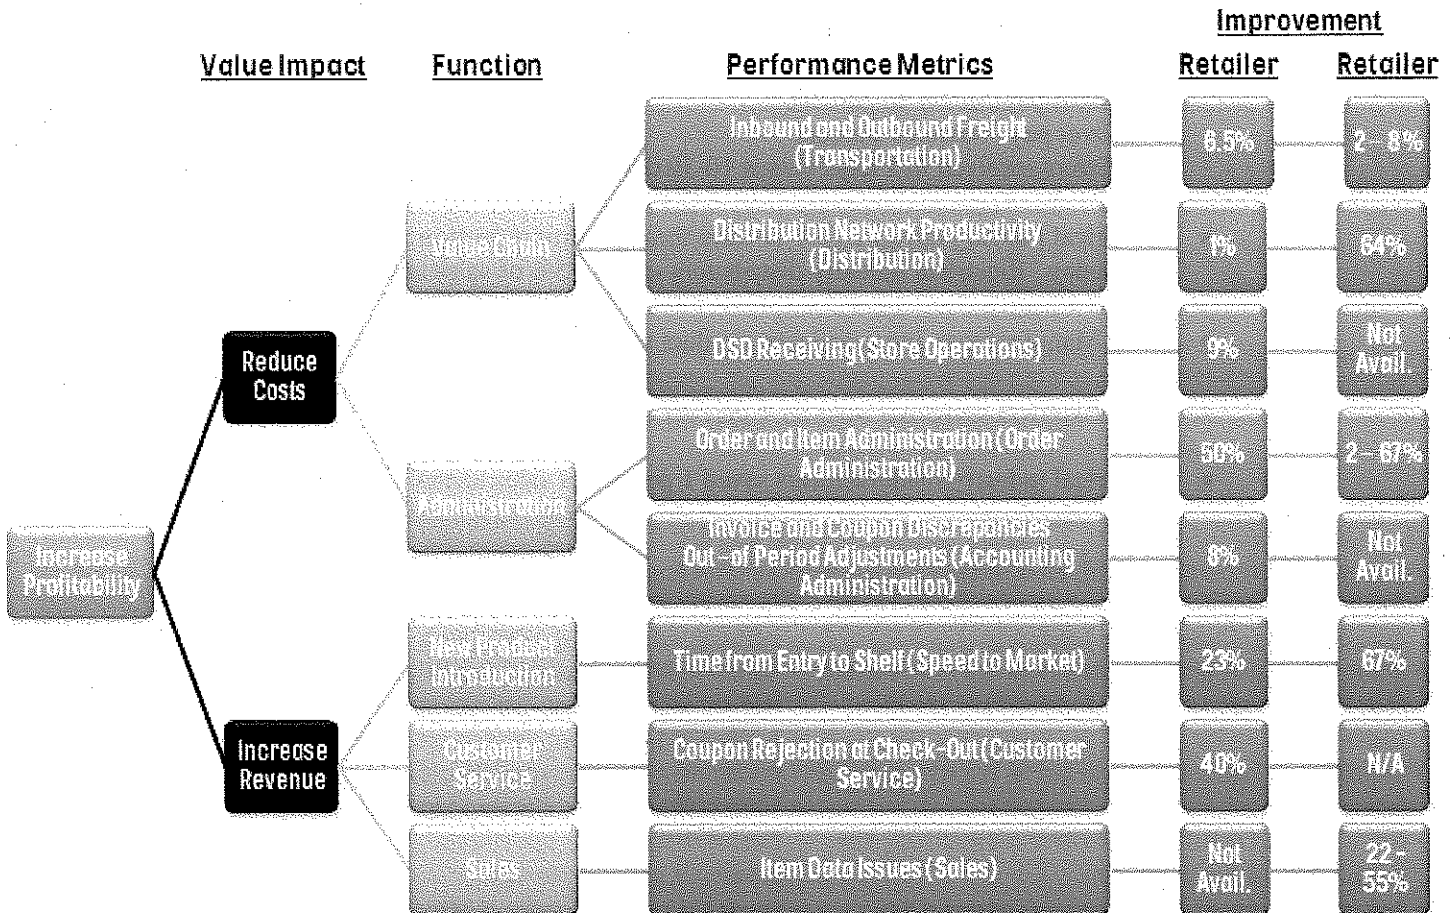 Improvement
Value Impact
Function
Performance Metrics
Retailer
Retailer
Inbound and Outbound Freight
(Transportation)
6.5%
2 – 8%
Value Chain
Distribution Network Productivity
(Distribution)
1%
64%
DSD Receiving (Store Operations)
9%
Not
Avail.
Reduce
Costs
Order and Item Administration (Order
Administration)
50%
2 – 67%
Administration
Invoice and Coupon Discrepancies
Out-of Period Adjustments (Accounting
Administration)
8%
Not
Avail.
Increase
Profitability
New Product
Introduction
Time from Entry to Shelf (Speed to Market)
23%
67%
Increase
Revenue
Customer
Service
Coupon Rejection at Check-Out (Customer
Service)
40%
N/A
Sales
Item Data Issues (Sales)
Not
Avail.
22 -
55%